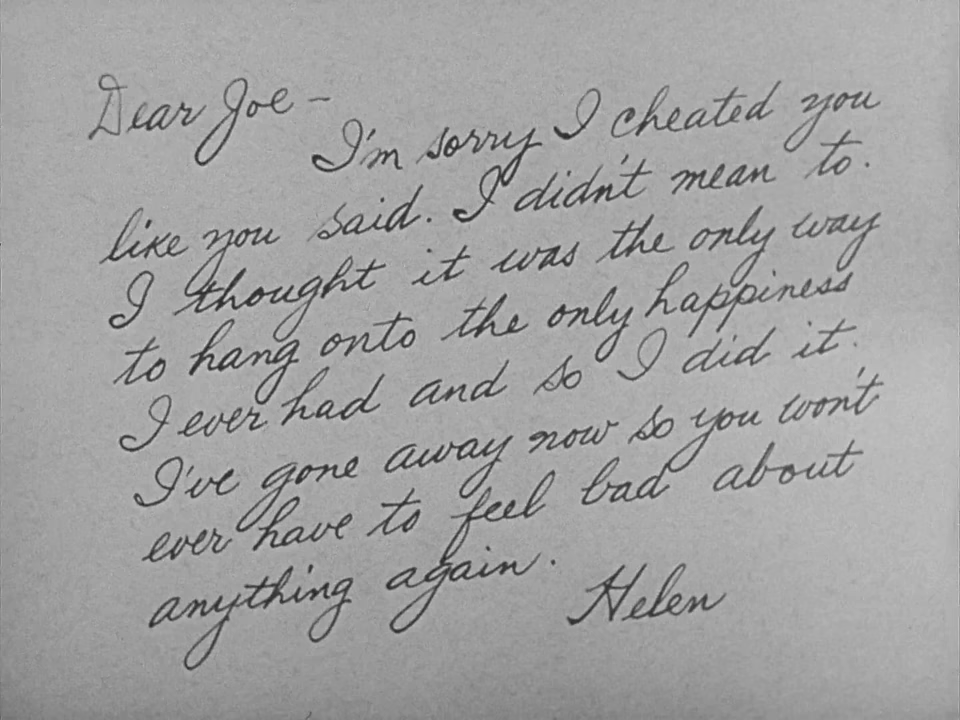 Dear Joe –
I'm sorry I cheated you
like you said. I didn't mean to.
I thought it was the only way
to hang onto the only happiness
I ever had and so I did it.
I've gone away now so you won't
ever have to feel bad about
anything again.
Helen